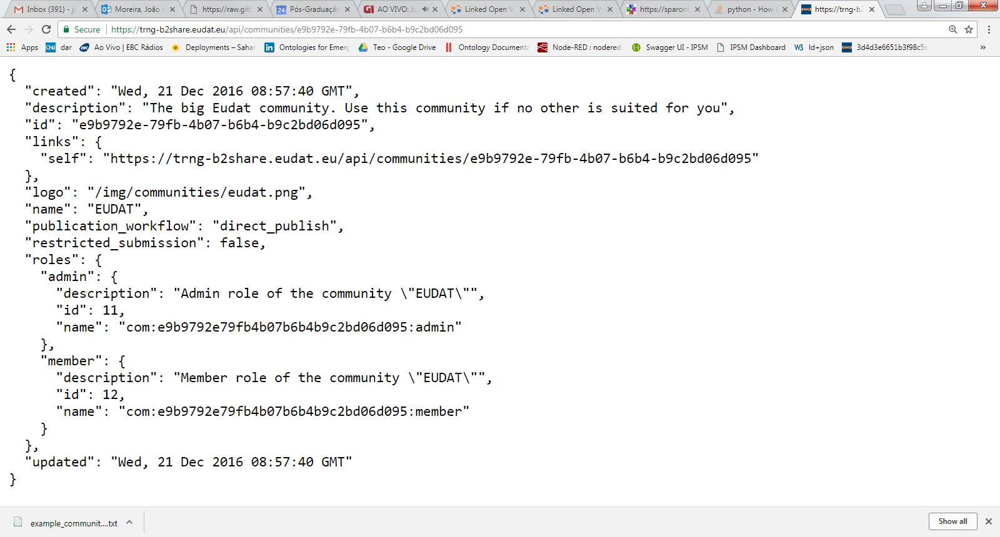 Inbox (391) - jo
Moreira, João L
https://raw.gith
Pós-Graduação
AO VIVO: Ju
Linked Open V
Linked Open V
https://sparont
python - How t
https://trng-b2
Secure https://trng-b2share.eudat.eu/api/communities/e9b9792e-79fb-4b07-b6b4-b9c2bd06d095
Apps CNJ dar EBC Ao Vivo | EBC Rádios Deployments – Sahar Ontologies for Emerg Teo - Google Drive Ontology Documenta Node-RED : nodered. Swagger UI - IPSM IPSM Dashboard W3 ld+json 3d4d3e6651b3f98c5e »
{
"created": "Wed, 21 Dec 2016 08:57:40 GMT",
"description": "The big Eudat community. Use this community if no other is suited for you",
"id": "e9b9792e-79fb-4b07-b6b4-b9c2bd06d095",
"links": {
"self": "https://trng-b2share.eudat.eu/api/communities/e9b9792e-79fb-4b07-b6b4-b9c2bd06d095"
},
"logo": "/img/communities/eudat.png",
"name": "EUDAT",
"publication_workflow": "direct_publish",
"restricted_submission": false,
"roles": {
"admin": {
"description": "Admin role of the community \"EUDAT\"",
"id": 11,
"name": "com:e9b9792e79fb4b07b6b4b9c2bd06d095:admin"
},
"member": {
"description": "Member role of the community \"EUDAT\"",
"id": 12,
"name": "com:e9b9792e79fb4b07b6b4b9c2bd06d095:member"
}
},
"updated": "Wed, 21 Dec 2016 08:57:40 GMT"
}
example_communit....txt
Show all